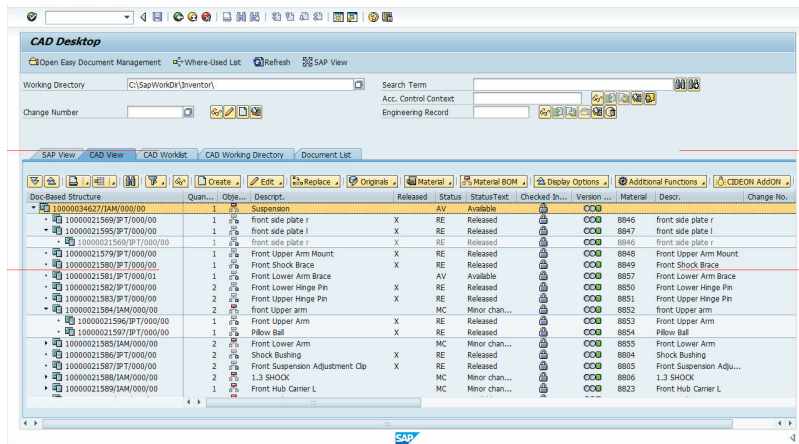 CAD Desktop
Open Easy Document Management Where-Used List Refresh SAP View
Working Directory C:\SapWorkDir\Inventor\ Search Term
Acc. Control Context
Change Number Engineering Record
SAP View CAD View CAD Worklist CAD Working Directory Document List
Create Edit Replace Originals Material Material BOM Display Options Additional Functions CIDEON AddON
Doc-Based Structure Quan... Obje... Descript. Released Status StatusText Checked In... Version ... Material Descr. Change No.
10000034627/IAM/000/00 1 Suspension AV Available
10000021569/IPT/000/00 1 front side plate r X RE Released 8846 front side plate r
10000021595/IPT/000/00 1 front side plate l X RE Released 8847 front side plate l
10000021569/IPT/000/00 1 front side plate r X RE Released 8846 front side plate r
10000021579/IPT/000/00 1 Front Upper Arm Mount X RE Released 8848 Front Upper Arm Mount
10000021580/IPT/000/00 1 Front Shock Brace X RE Released 8849 Front Shock Brace
10000021581/IPT/000/01 1 Front Lower Arm Brace AV Available 8857 Front Lower Arm Brace
10000021582/IPT/000/00 2 Front Lower Hinge Pin X RE Released 8850 Front Lower Hinge Pin
10000021583/IPT/000/00 2 Front Upper Hinge Pin X RE Released 8851 Front Upper Hinge Pin
10000021584/IAM/000/00 2 front Upper arm MC Minor chan... 8852 front Upper arm
10000021596/IPT/000/00 1 Front Upper Arm X RE Released 8853 Front Upper Arm
10000021597/IPT/000/00 1 Pillow Ball X RE Released 8854 Pillow Ball
10000021585/IAM/000/00 2 Front Lower Arm MC Minor chan... 8855 Front Lower Arm
10000021586/IPT/000/00 2 Shock Bushing X RE Released 8804 Shock Bushing
10000021587/IPT/000/00 2 Front Suspension Adjustment Clip X RE Released 8805 Front Suspension Adju...
10000021588/IAM/000/00 2 1.3 SHOCK MC Minor chan... 8806 1.3 SHOCK
10000021589/IAM/000/00 1 Front Hub Carrier L MC Minor chan... 8823 Front Hub Carrier L
SAP